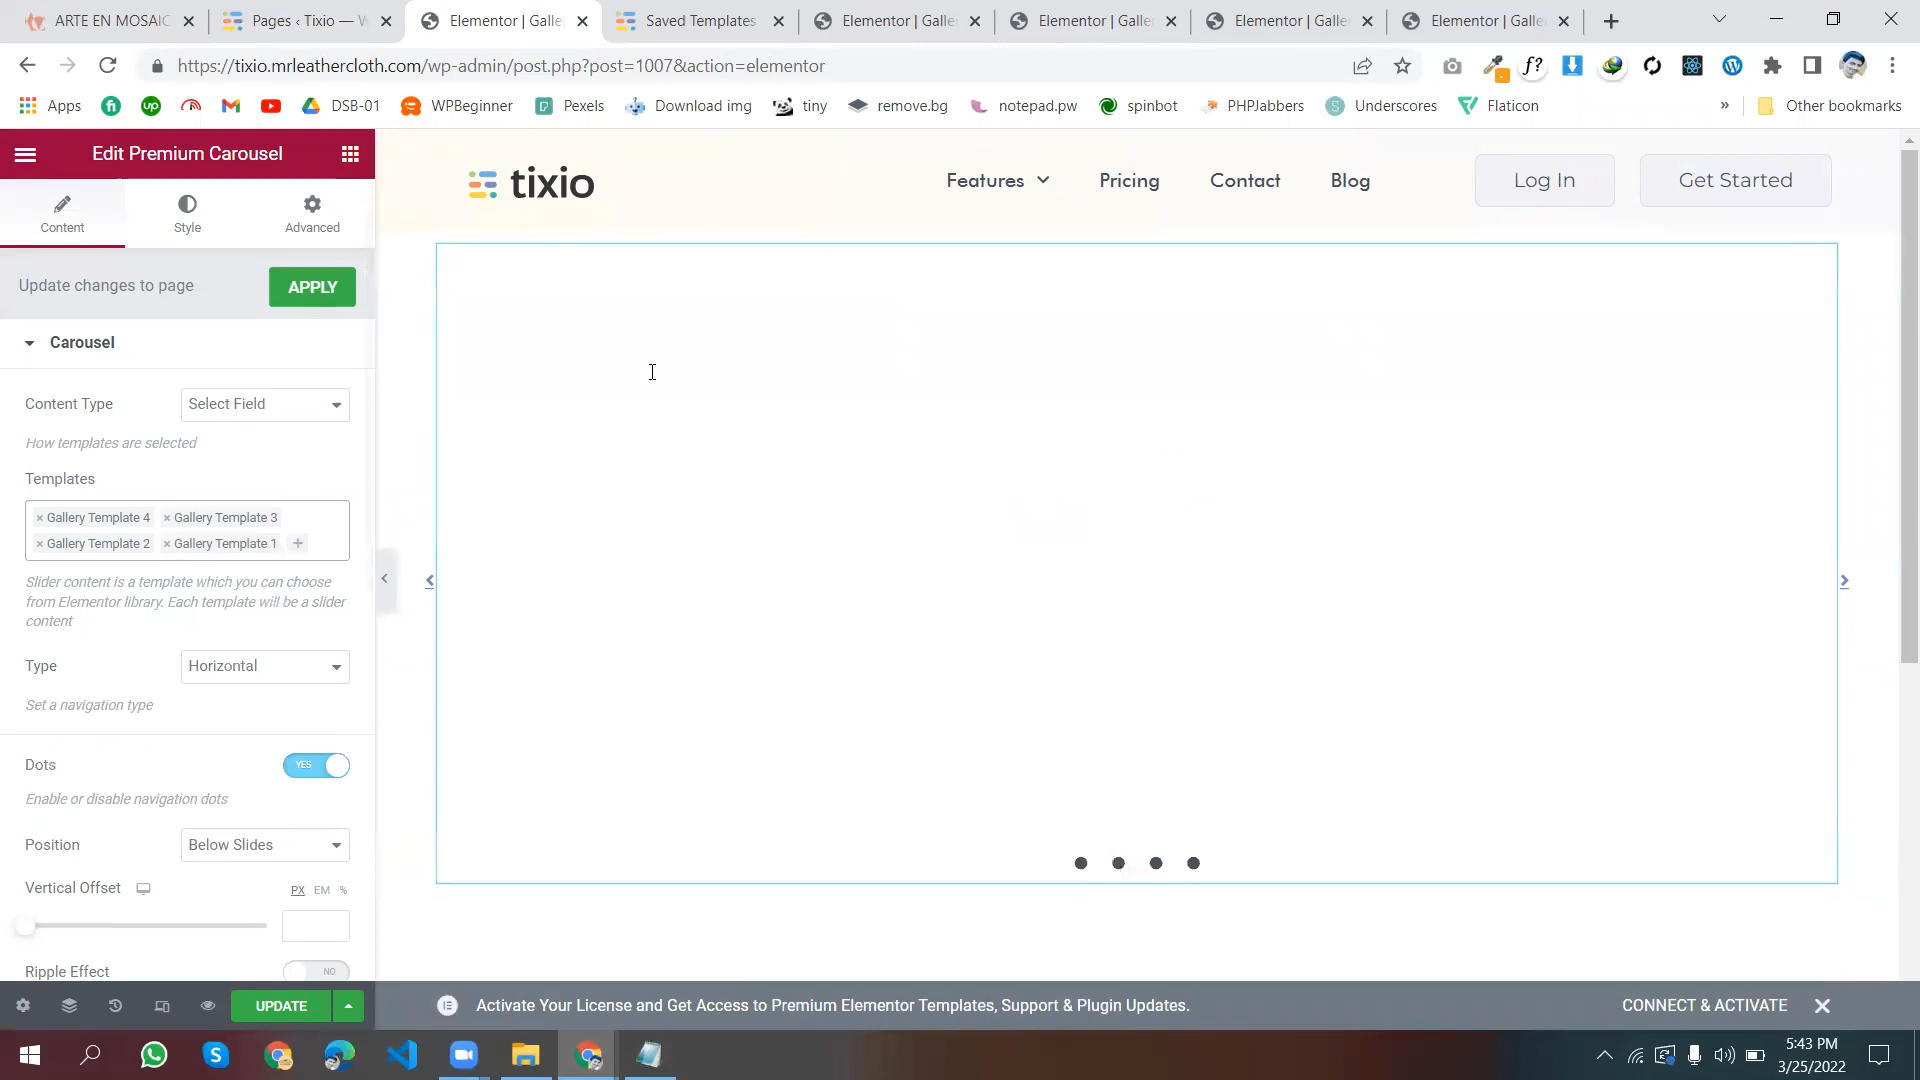 ARTE EN MOSAIC
Pages ‹ Tixio — W
Elementor | Galle
Saved Templates
Elementor | Galle
Elementor | Galle
Elementor | Galle
Elementor | Galle
https://tixio.mrleathercloth.com/wp-admin/post.php?post=1007&action=elementor
f?
Apps
fi
up
DSB-01
WPBeginner
Pexels
Download img
tiny
remove.bg
notepad.pw
spinbot
PHPJabbers
Underscores
Flaticon
»
Other bookmarks
Edit Premium Carousel
tixio
Features
Pricing
Contact
Blog
Log In
Get Started
Content
Style
Advanced
Update changes to page
APPLY
Carousel
Content Type
Select Field
How templates are selected
Templates
× Gallery Template 4
× Gallery Template 3
× Gallery Template 2
× Gallery Template 1
+
Slider content is a template which you can choose
from Elementor library. Each template will be a slider
content
Type
Horizontal
Set a navigation type
Dots
YES
Enable or disable navigation dots
Position
Below Slides
Vertical Offset
PX EM %
Ripple Effect
NO
UPDATE
Activate Your License and Get Access to Premium Elementor Templates, Support & Plugin Updates.
CONNECT & ACTIVATE
5:43 PM
3/25/2022